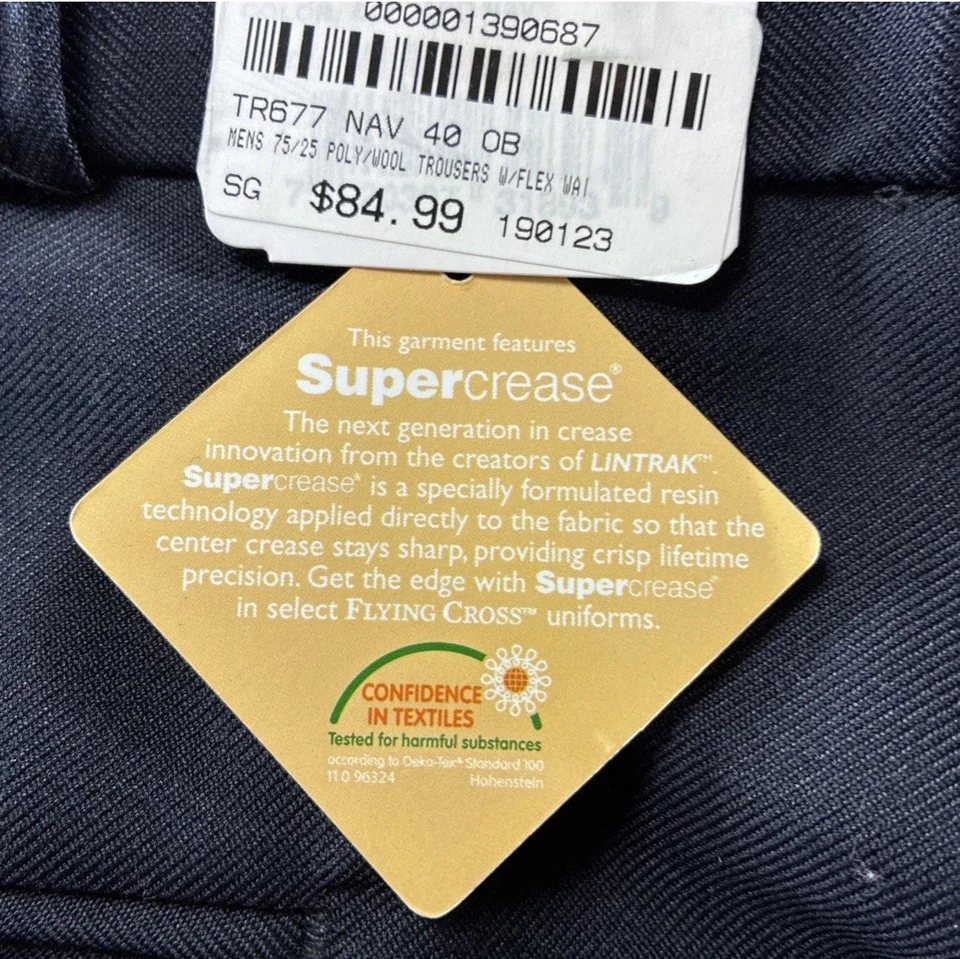 000001390687
TR677 NAV 40 OB
MENS 75/25 POLY/WOOL TROUSERS W/FLEX WAI
SG $84.99 190123
This garment features
Supercrease®
The next generation in crease
innovation from the creators of LINTRAK™.
Supercrease® is a specially formulated resin
technology applied directly to the fabric so that the
center crease stays sharp, providing crisp lifetime
precision. Get the edge with Supercrease®
in select FLYING CROSS™ uniforms.
CONFIDENCE
IN TEXTILES
Tested for harmful substances
according to Oeko-Tex® Standard 100
11.0 96324 Hohenstein